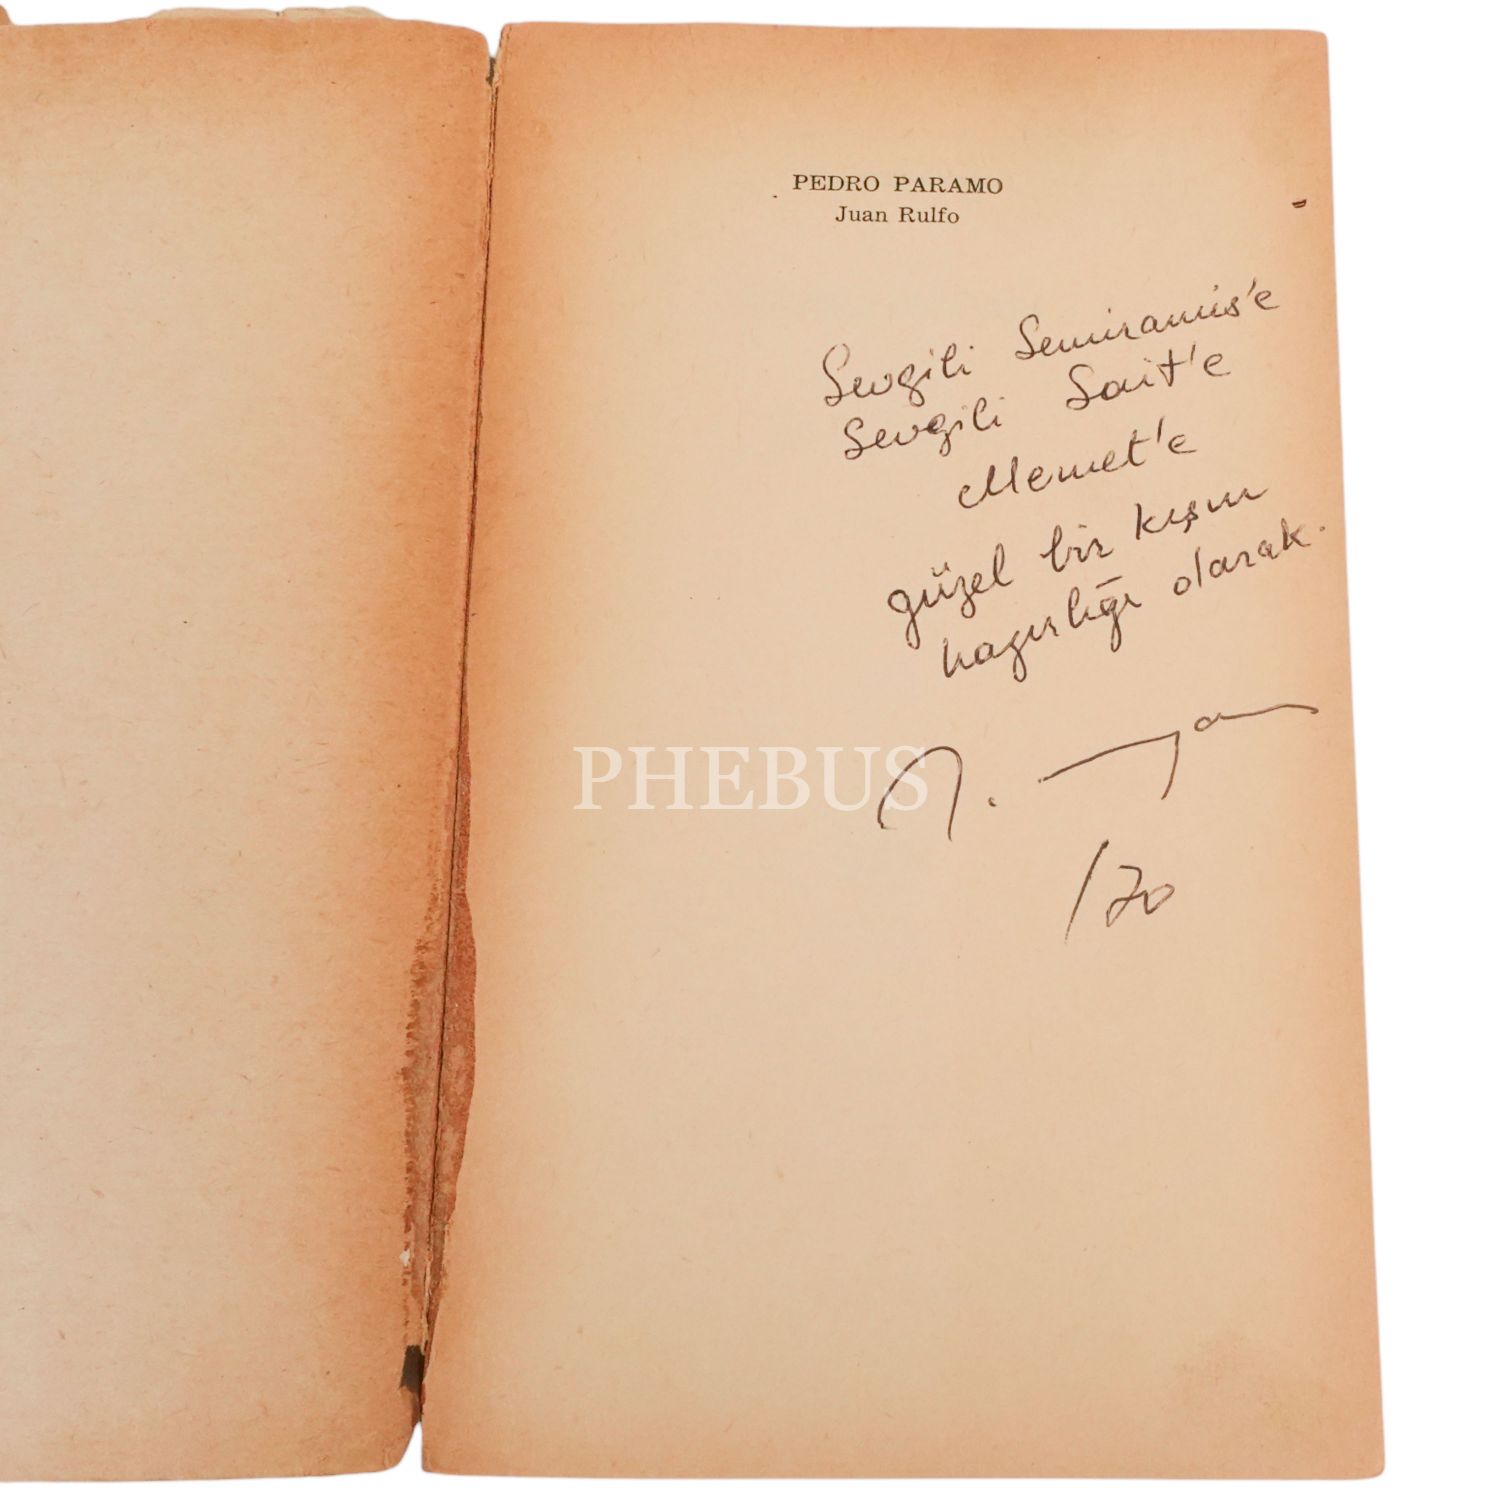 PEDRO PARAMO
Juan Rulfo
Sevgili Semiramis'e
Sevgili Sait'e
Memet'e
güzel bir kışın
hazırlığı olarak.
PHEBUS
/70